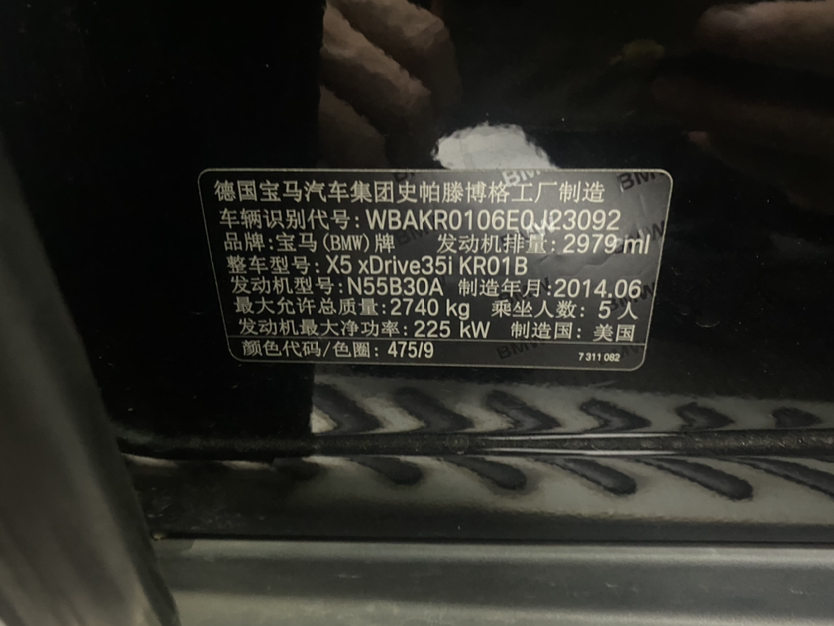 德国宝马汽车集团史帕滕博格工厂制造
车辆识别代号: WBAKR0106E0J23092
品牌: 宝马(BMW)牌 发动机排量: 2979 ml
整车型号: X5 xDrive35i KR01B
发动机型号: N55B30A 制造年月: 2014.06
最大允许总质量: 2740 kg 乘坐人数: 5 人
发动机最大净功率: 225 kW 制造国: 美国
颜色代码/色圈: 475/9 7 311 082